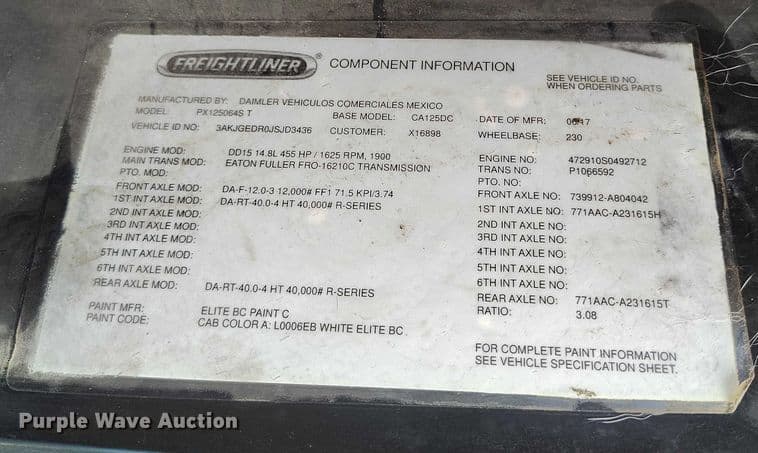 FREIGHTLINER® COMPONENT INFORMATION
SEE VEHICLE ID NO.
WHEN ORDERING PARTS
MANUFACTURED BY: DAIMLER VEHICULOS COMERCIALES MEXICO
MODEL PX125064S T BASE MODEL: CA125DC DATE OF MFR: 06/17
VEHICLE ID NO: 3AKJGEDR0JSJD3436 CUSTOMER: X16898 WHEELBASE: 230
ENGINE MOD: DD15 14.8L 455 HP / 1625 RPM, 1900 ENGINE NO: 472910S0492712
MAIN TRANS MOD: EATON FULLER FRO-16210C TRANSMISSION TRANS NO: P1066592
PTO. MOD: PTO. NO:
FRONT AXLE MOD: DA-F-12.0-3 12,000# FF1 71.5 KPI/3.74 FRONT AXLE NO: 739912-A804042
1ST INT AXLE MOD: DA-RT-40.0-4 HT 40,000# R-SERIES 1ST INT AXLE NO: 771AAC-A231615H
2ND INT AXLE MOD: 2ND INT AXLE NO:
3RD INT AXLE MOD: 3RD INT AXLE NO:
4TH INT AXLE MOD: 4TH INT AXLE NO:
5TH INT AXLE MOD: 5TH INT AXLE NO:
6TH INT AXLE MOD: 6TH INT AXLE NO:
REAR AXLE MOD: DA-RT-40.0-4 HT 40,000# R-SERIES REAR AXLE NO: 771AAC-A231615T
RATIO: 3.08
PAINT MFR: ELITE BC PAINT C
PAINT CODE: CAB COLOR A: L0006EB WHITE ELITE BC
FOR COMPLETE PAINT INFORMATION
SEE VEHICLE SPECIFICATION SHEET.
Purple Wave Auction